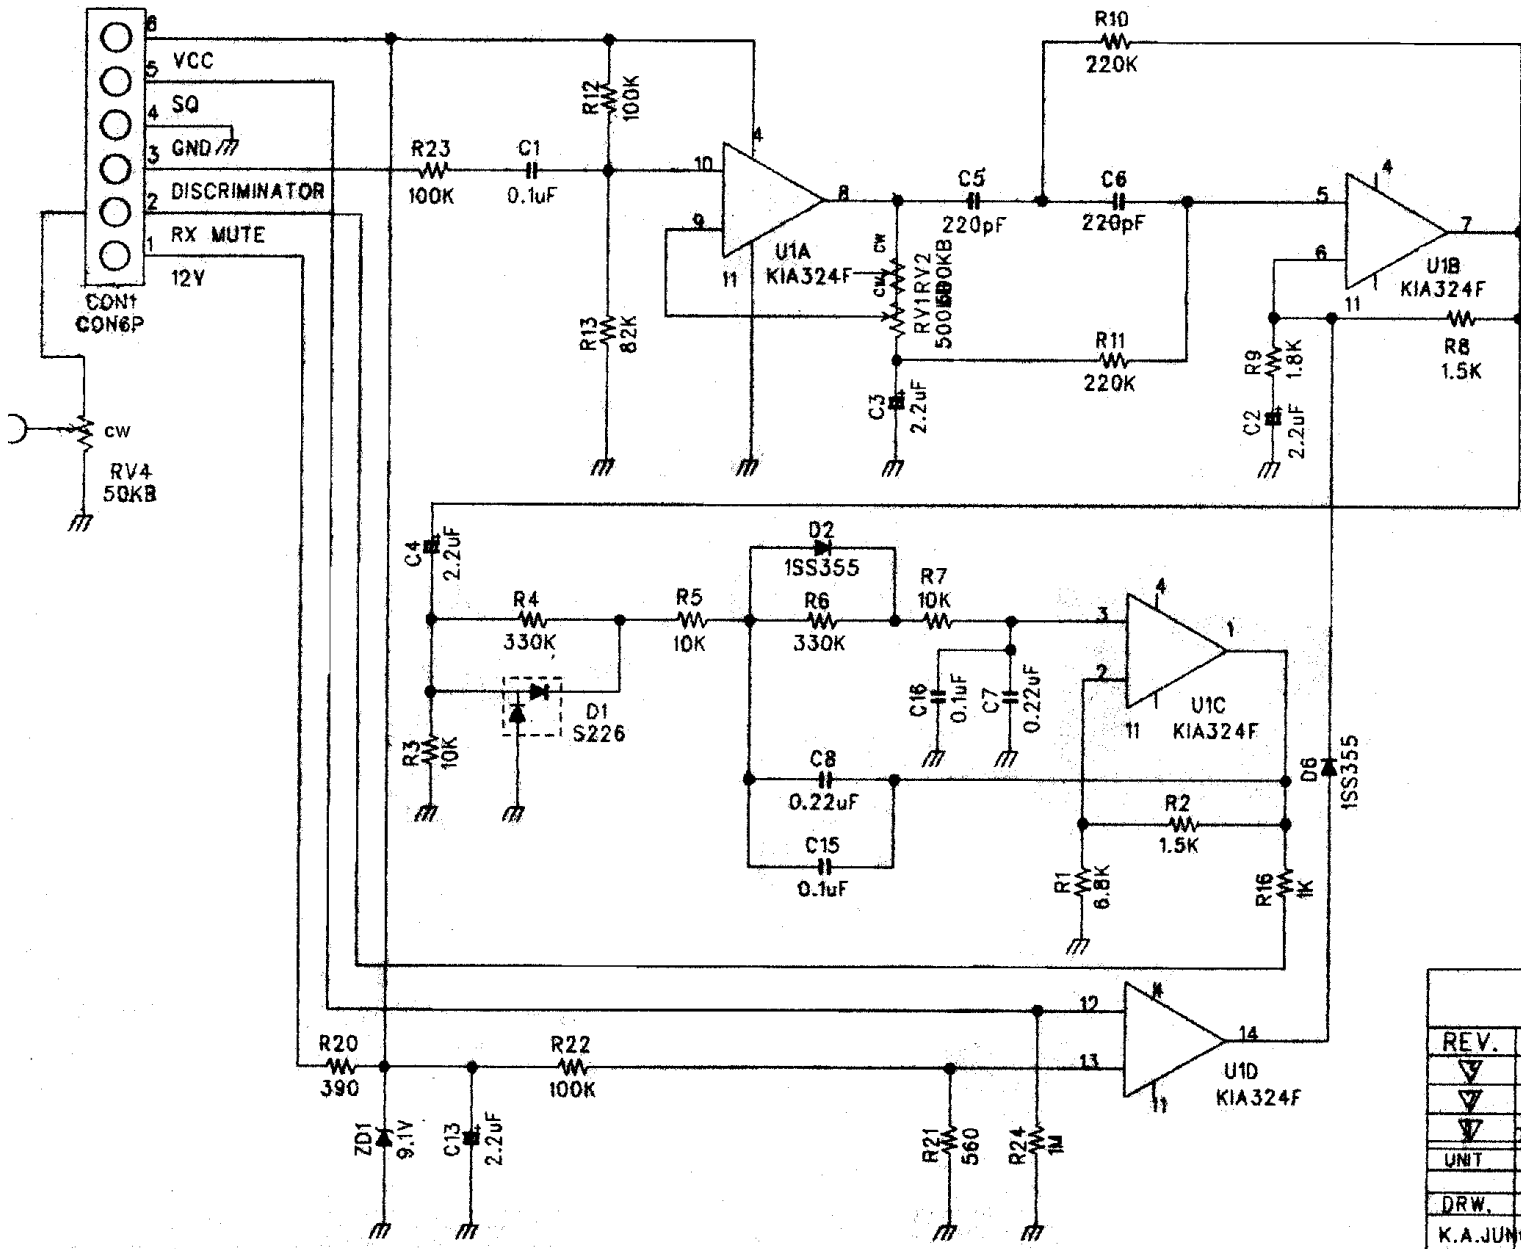 R10
220K
6
VCC
5
SQ
4
GND
3
DISCRIMINATOR
2
RX MUTE
1
12V
CON1
CON6P
CW
RV4
50KB
R12
100K
R23
100K
C1
0.1uF
R13
82K
10
9
4
8
11
U1A
KIA324F
CW
CW
RV1
RV2
C5
220pF
C6
220pF
R11
220K
C3
2.2uF
5
6
4
7
11
U1B
KIA324F
R9
1.8K
C2
2.2uF
R8
1.5K
C4
2.2uF
D2
1SS355
R4
330K
R5
10K
R6
330K
R7
10K
R3
10K
D1
S226
C16
0.1uF
C7
0.22uF
3
2
4
1
11
U1C
KIA324F
C8
0.22uF
C15
0.1uF
R2
1.5K
R1
6.8K
R16
1K
D6
1SS355
12
13
4
14
11
U1D
KIA324F
R20
390
R22
100K
ZD1
9.1V
C13
2.2uF
R21
560
R24
1M
REV.
UNIT
DRW.